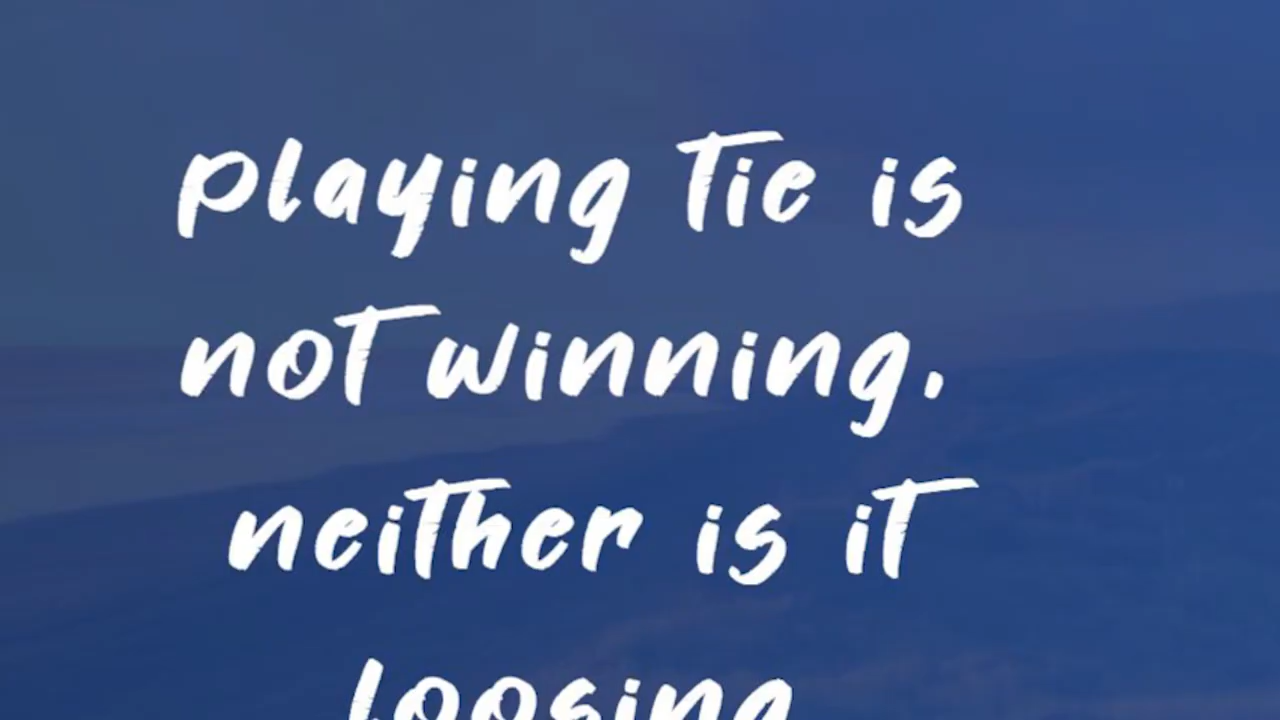 playing tie is
not winning.
neither is it
loosing